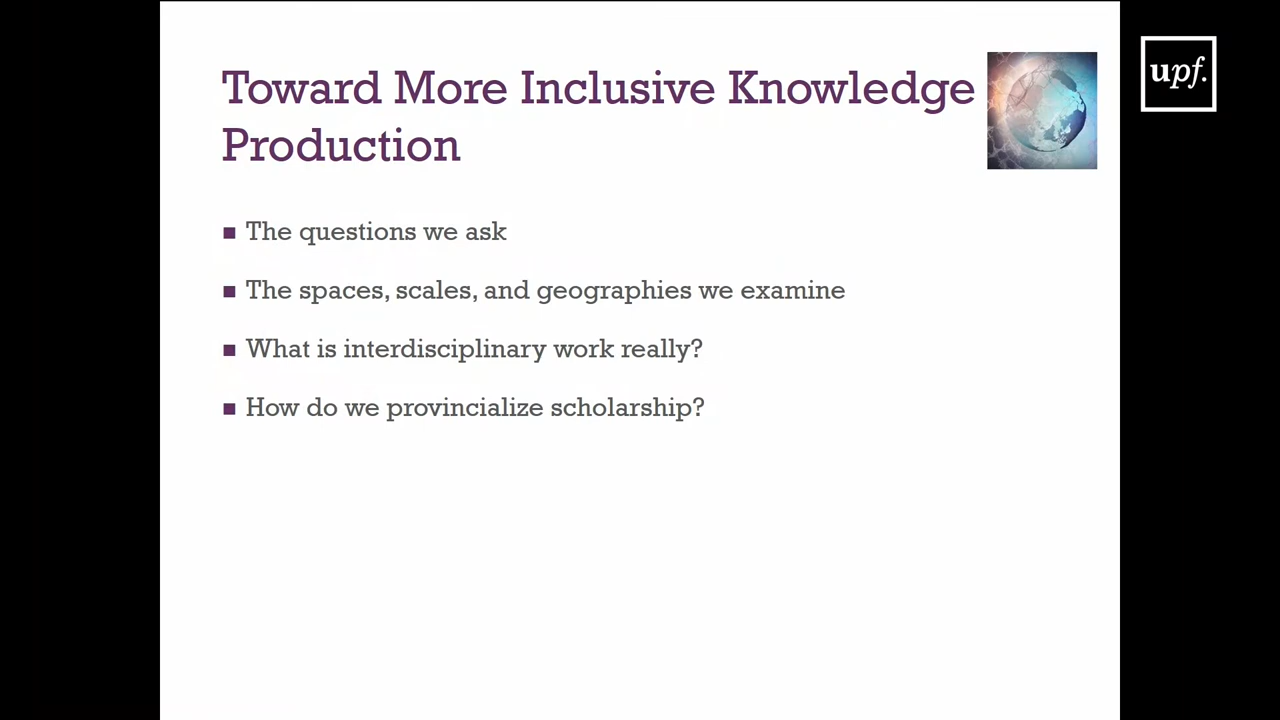 Toward More Inclusive Knowledge
Production
upf.
■ The questions we ask
■ The spaces, scales, and geographies we examine
■ What is interdisciplinary work really?
■ How do we provincialize scholarship?